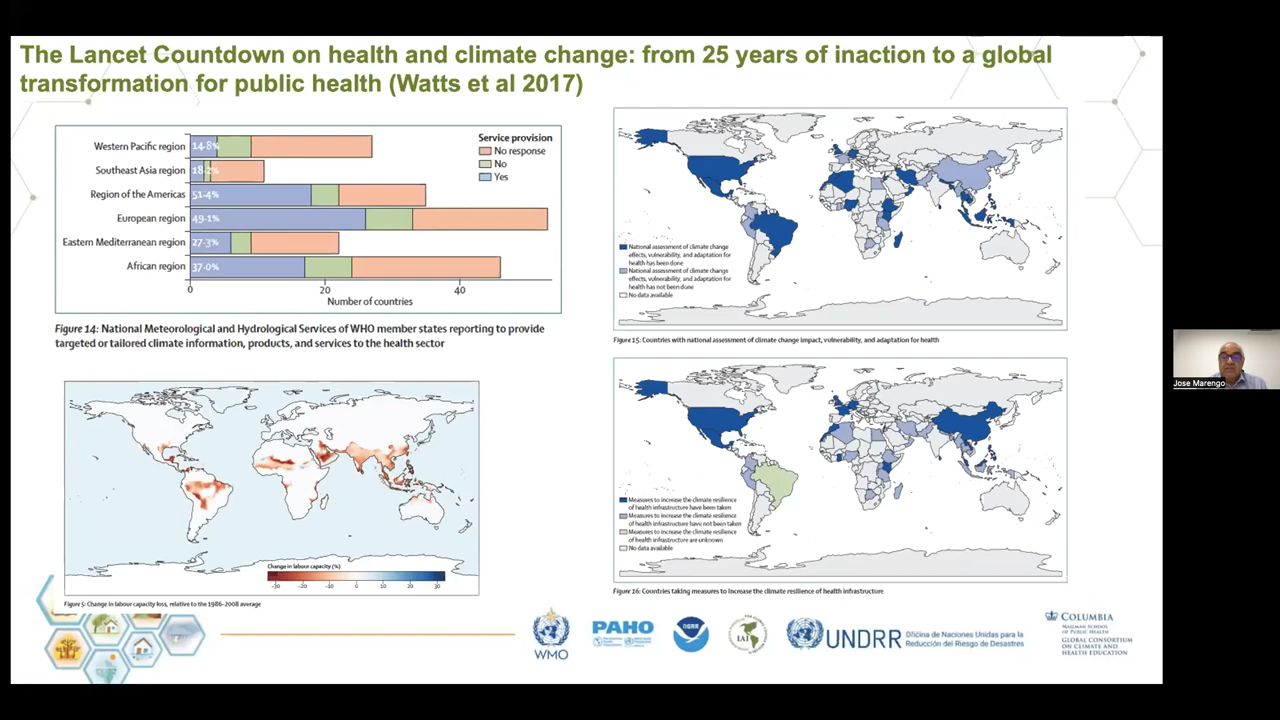 The Lancet Countdown on health and climate change: from 25 years of inaction to a global
transformation for public health (Watts et al 2017)
Western Pacific region
14·8%
Southeast Asia region
18·2%
Region of the Americas
51·4%
European region
49·1%
Eastern Mediterranean region
27·3%
African region
37·0%
0
20
40
Number of countries
Service provision
No response
No
Yes
Figure 14: National Meteorological and Hydrological Services of WHO member states reporting to provide
targeted or tailored climate information, products, and services to the health sector
National assessment of climate change
effects, vulnerability, and adaptation for
health has been done
National assessment of climate change
effects, vulnerability, and adaptation for
health has not been done
No data available
Figure 15: Countries with national assessment of climate change impact, vulnerability, and adaptation for health
Change in labour capacity (%)
-30
-20
-10
0
10
20
30
Figure 5: Change in labour capacity loss, relative to the 1986–2008 average
Measures to increase the climate resilience
of health infrastructure have been taken
Measures to increase the climate resilience
of health infrastructure have not been taken
Measures to increase the climate resilience
of health infrastructure are unknown
No data available
Figure 16: Countries taking measures to increase the climate resilience of health infrastructure
WMO
PAHO
NOAA
IAI
UNDRR
Oficina de Naciones Unidas para la
Reducción del Riesgo de Desastres
COLUMBIA
MAILMAN SCHOOL
OF PUBLIC HEALTH
GLOBAL CONSORTIUM
ON CLIMATE AND
HEALTH EDUCATION
Jose Marengo